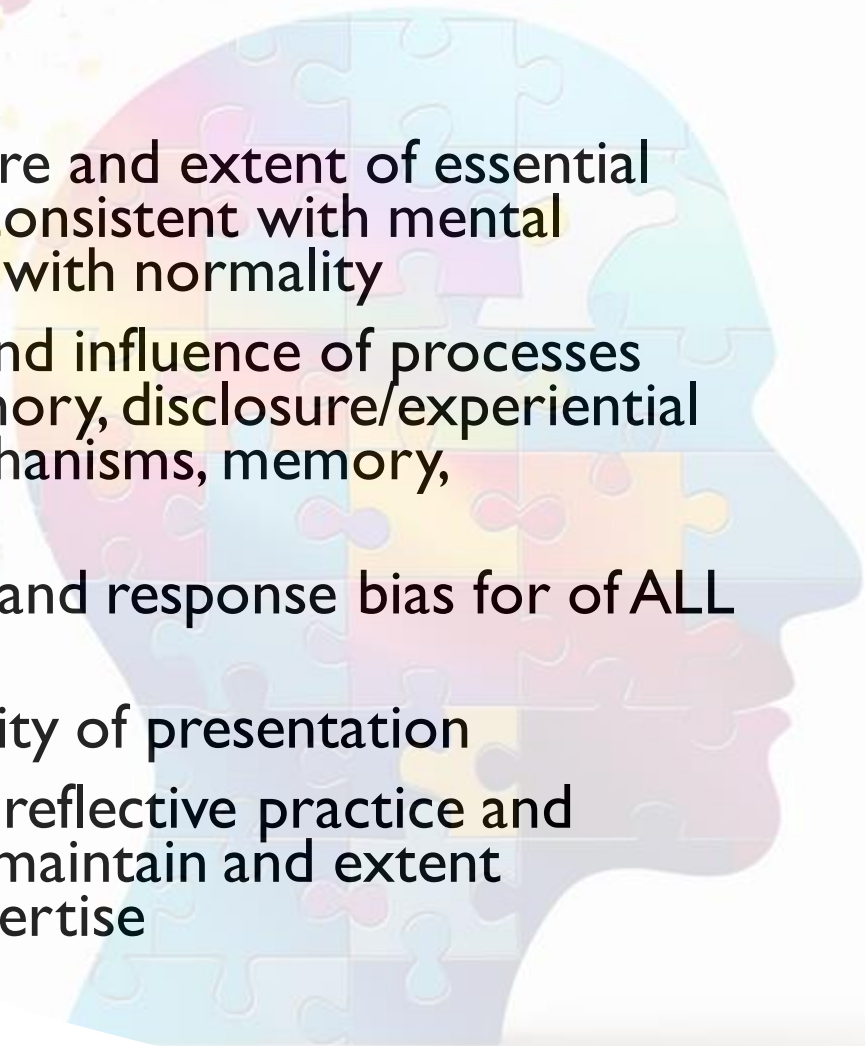 re and extent of essential
onsistent with mental
with normality
nd influence of processes
nory, disclosure/experiential
hanisms, memory,
and response bias for of ALL
ity of presentation
reflective practice and
maintain and extent
ertise